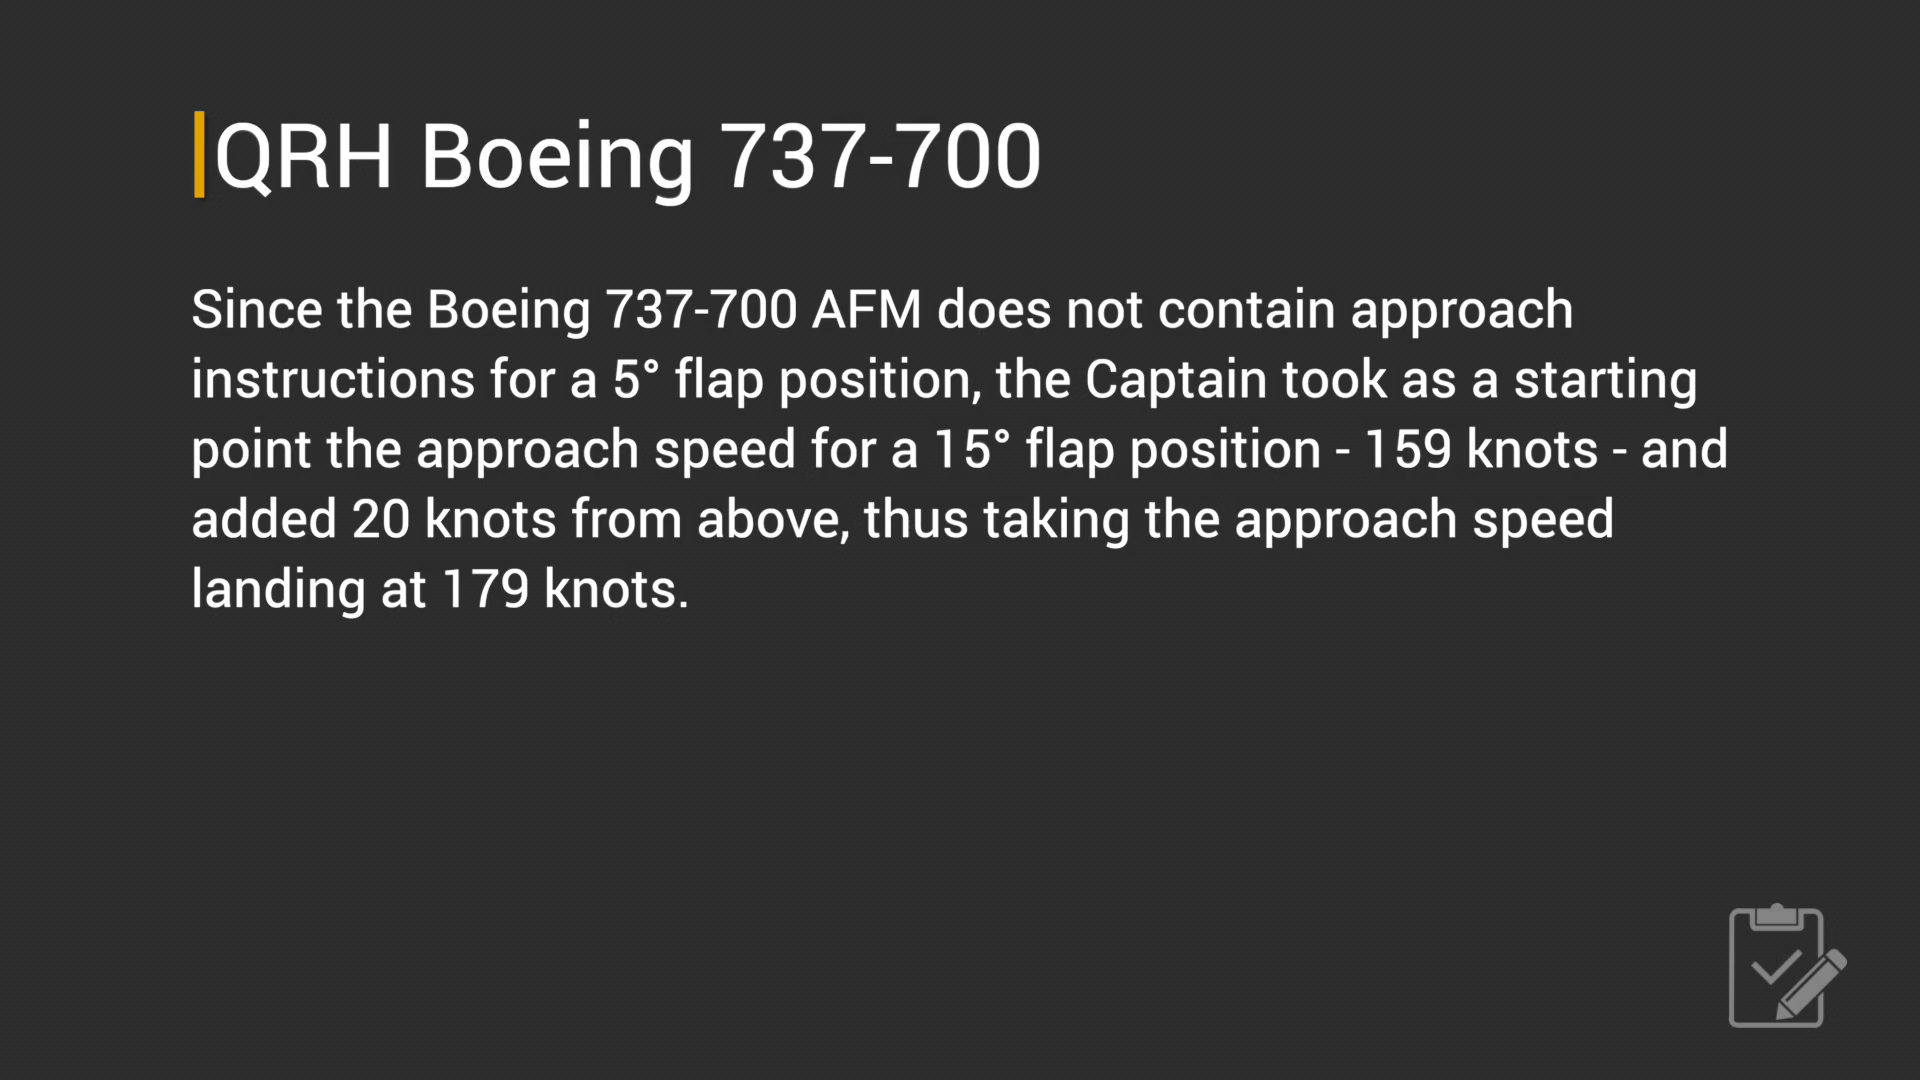 QRH Boeing 737-700
Since the Boeing 737-700 AFM does not contain approach
instructions for a 5° flap position, the Captain took as a starting
point the approach speed for a 15° flap position - 159 knots - and
added 20 knots from above, thus taking the approach speed
landing at 179 knots.